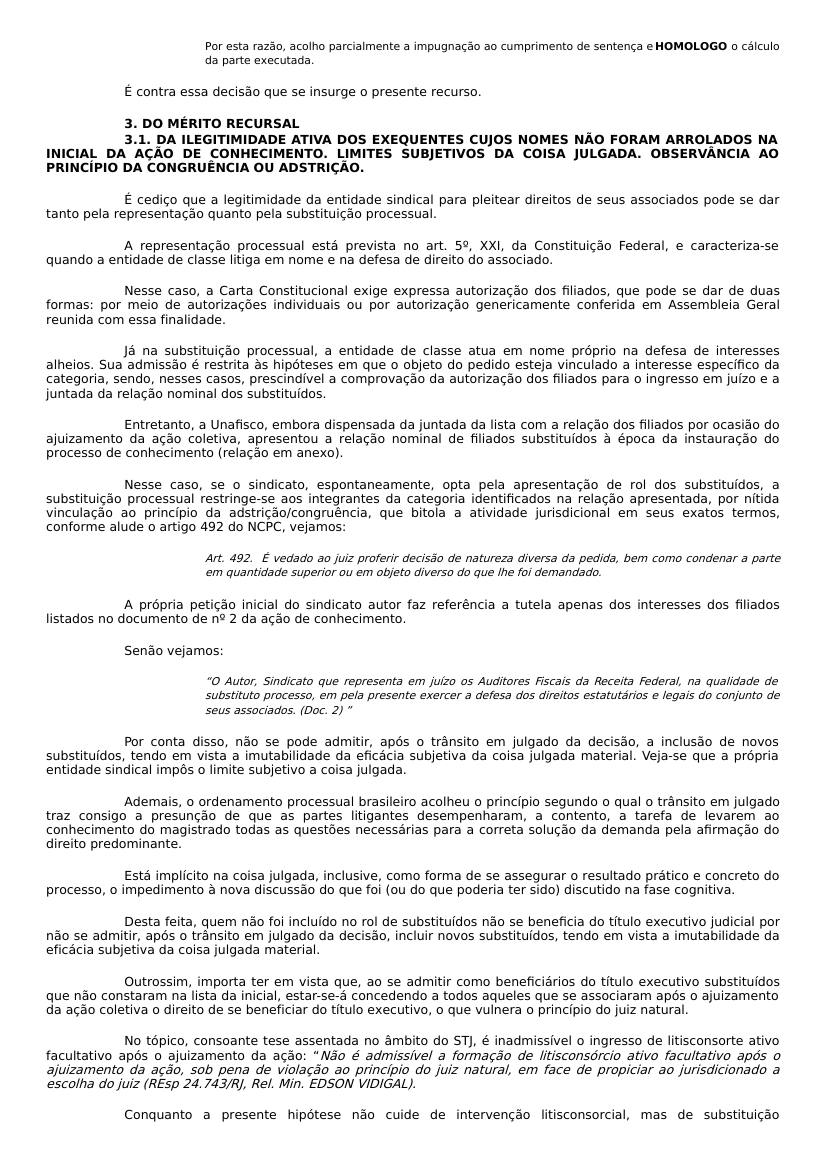 Por esta razão, acolho parcialmente a impugnação ao cumprimento de sentença e HOMOLOGO o cálculo
da parte executada.
É contra essa decisão que se insurge o presente recurso.
3. DO MÉRITO RECURSAL
3.1. DA ILEGITIMIDADE ATIVA DOS EXEQUENTES CUJOS NOMES NÃO FORAM ARROLADOS NA
INICIAL DA AÇÃO DE CONHECIMENTO. LIMITES SUBJETIVOS DA COISA JULGADA. OBSERVÂNCIA AO
PRINCÍPIO DA CONGRUÊNCIA OU ADSTRIÇÃO.
É cediço que a legitimidade da entidade sindical para pleitear direitos de seus associados pode se dar
tanto pela representação quanto pela substituição processual.
A representação processual está prevista no art. 5º, XXI, da Constituição Federal, e caracteriza-se
quando a entidade de classe litiga em nome e na defesa de direito do associado.
Nesse caso, a Carta Constitucional exige expressa autorização dos filiados, que pode se dar de duas
formas: por meio de autorizações individuais ou por autorização genericamente conferida em Assembleia Geral
reunida com essa finalidade.
Já na substituição processual, a entidade de classe atua em nome próprio na defesa de interesses
alheios. Sua admissão é restrita às hipóteses em que o objeto do pedido esteja vinculado a interesse específico da
categoria, sendo, nesses casos, prescindível a comprovação da autorização dos filiados para o ingresso em juízo e a
juntada da relação nominal dos substituídos.
Entretanto, a Unafisco, embora dispensada da juntada da lista com a relação dos filiados por ocasião do
ajuizamento da ação coletiva, apresentou a relação nominal de filiados substituídos à época da instauração do
processo de conhecimento (relação em anexo).
Nesse caso, se o sindicato, espontaneamente, opta pela apresentação de rol dos substituídos, a
substituição processual restringe-se aos integrantes da categoria identificados na relação apresentada, por nítida
vinculação ao princípio da adstrição/congruência, que bitola a atividade jurisdicional em seus exatos termos,
conforme alude o artigo 492 do NCPC, vejamos:
Art. 492.  É vedado ao juiz proferir decisão de natureza diversa da pedida, bem como condenar a parte
em quantidade superior ou em objeto diverso do que lhe foi demandado.
A própria petição inicial do sindicato autor faz referência a tutela apenas dos interesses dos filiados
listados no documento de nº 2 da ação de conhecimento.
Senão vejamos:
“O Autor, Sindicato que representa em juízo os Auditores Fiscais da Receita Federal, na qualidade de
substituto processo, em pela presente exercer a defesa dos direitos estatutários e legais do conjunto de
seus associados. (Doc. 2) ”
Por conta disso, não se pode admitir, após o trânsito em julgado da decisão, a inclusão de novos
substituídos, tendo em vista a imutabilidade da eficácia subjetiva da coisa julgada material. Veja-se que a própria
entidade sindical impôs o limite subjetivo a coisa julgada.
Ademais, o ordenamento processual brasileiro acolheu o princípio segundo o qual o trânsito em julgado
traz consigo a presunção de que as partes litigantes desempenharam, a contento, a tarefa de levarem ao
conhecimento do magistrado todas as questões necessárias para a correta solução da demanda pela afirmação do
direito predominante.
Está implícito na coisa julgada, inclusive, como forma de se assegurar o resultado prático e concreto do
processo, o impedimento à nova discussão do que foi (ou do que poderia ter sido) discutido na fase cognitiva.
Desta feita, quem não foi incluído no rol de substituídos não se beneficia do título executivo judicial por
não se admitir, após o trânsito em julgado da decisão, incluir novos substituídos, tendo em vista a imutabilidade da
eficácia subjetiva da coisa julgada material.
Outrossim, importa ter em vista que, ao se admitir como beneficiários do título executivo substituídos
que não constaram na lista da inicial, estar-se-á concedendo a todos aqueles que se associaram após o ajuizamento
da ação coletiva o direito de se beneficiar do título executivo, o que vulnera o princípio do juiz natural.
No tópico, consoante tese assentada no âmbito do STJ, é inadmissível o ingresso de litisconsorte ativo
facultativo após o ajuizamento da ação: “Não é admissível a formação de litisconsórcio ativo facultativo após o
ajuizamento da ação, sob pena de violação ao princípio do juiz natural, em face de propiciar ao jurisdicionado a
escolha do juiz (REsp 24.743/RJ, Rel. Min. EDSON VIDIGAL).
Conquanto a presente hipótese não cuide de intervenção litisconsorcial, mas de substituição